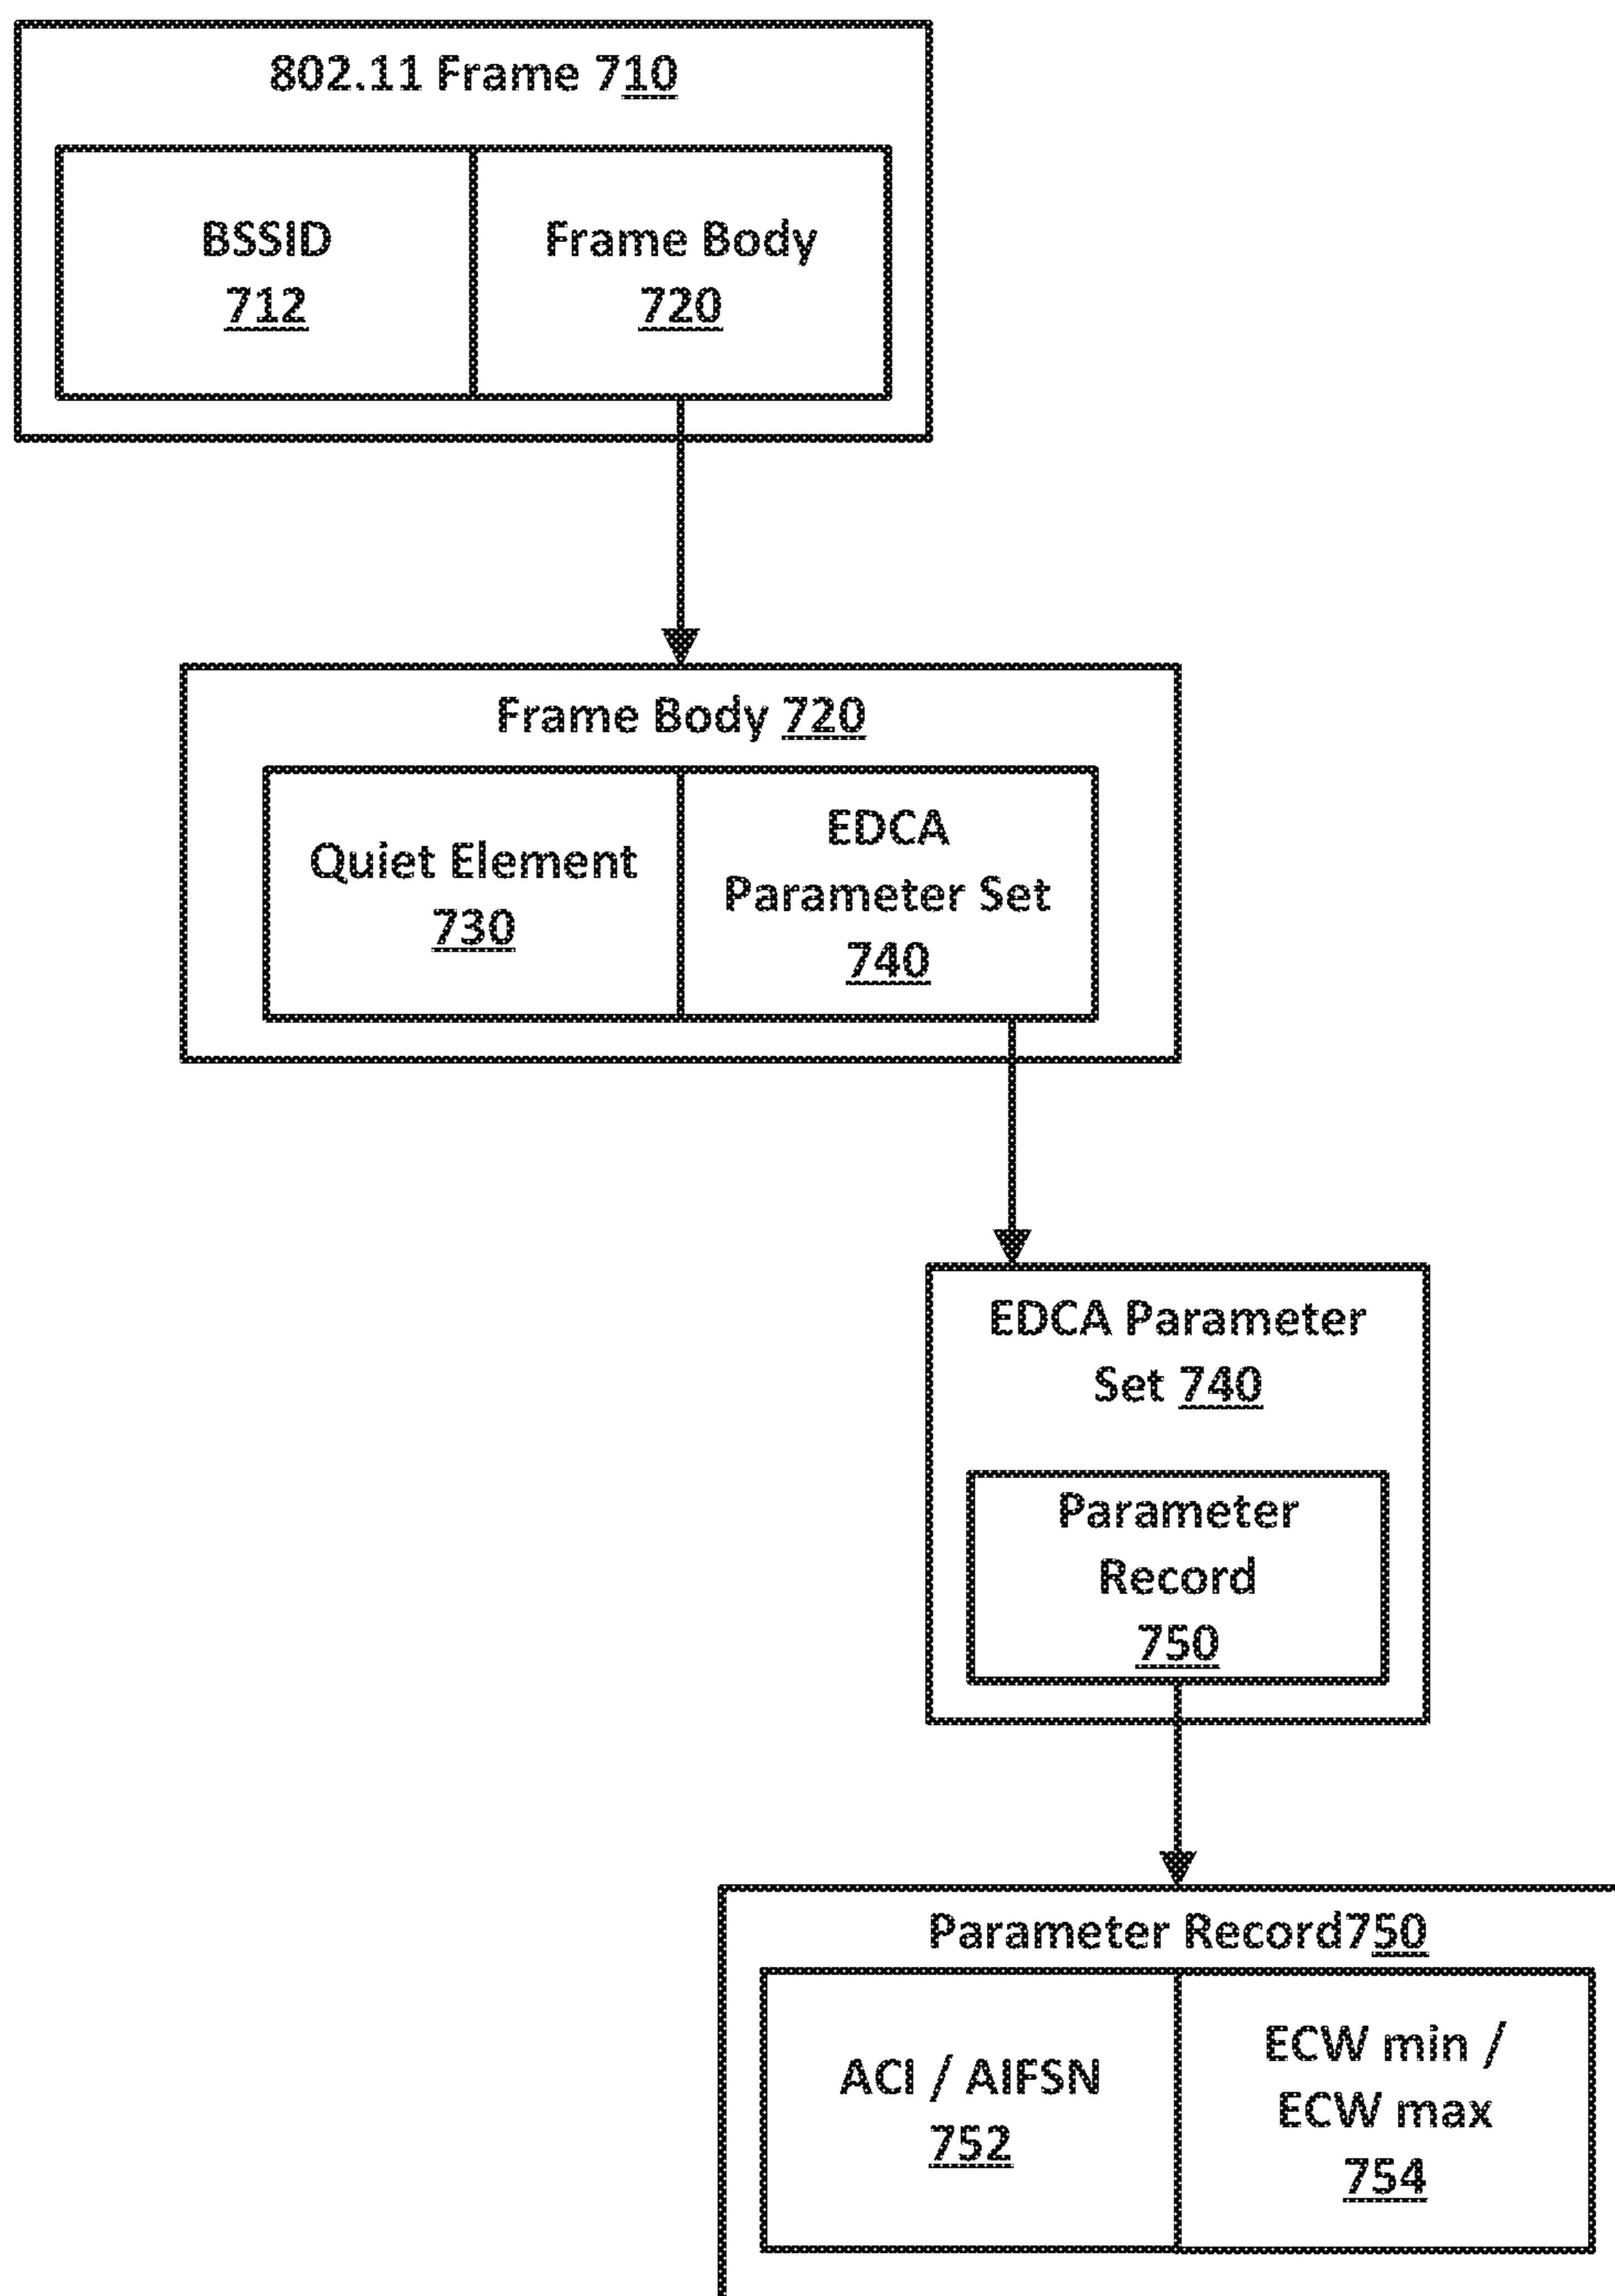 802.11 Frame 710
BSSID
712
Frame Body
720
Frame Body 720
Quiet Element
730
EDCA
Parameter Set
740
EDCA Parameter
Set 740
Parameter
Record
750
Parameter Record750
ACI / AIFSN
752
ECW min /
ECW max
754